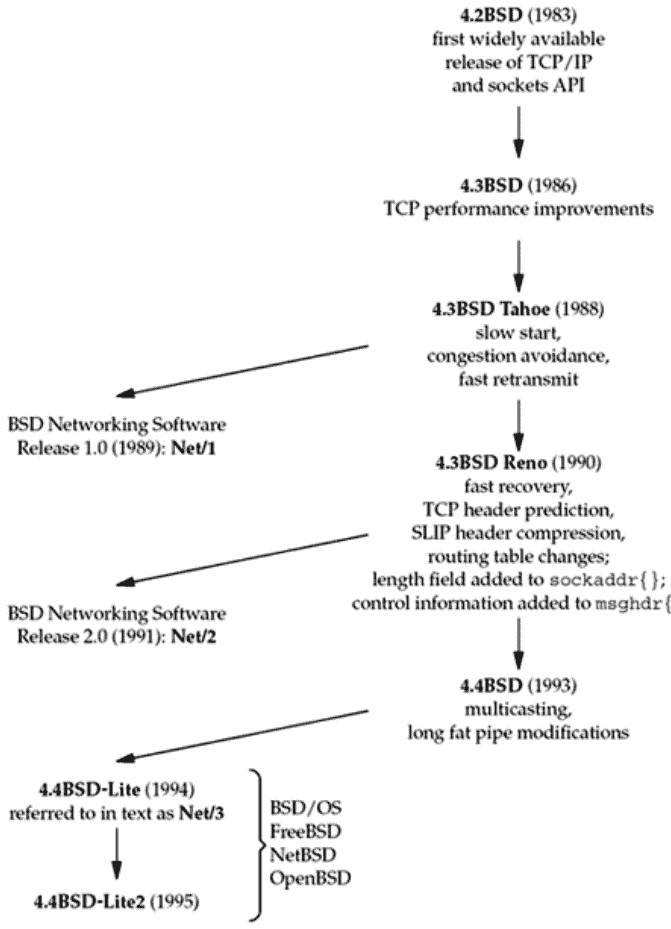 4.2BSD (1983)
first widely available
release of TCP/IP
and sockets API
4.3BSD (1986)
TCP performance improvements
4.3BSD Tahoe (1988)
slow start,
congestion avoidance,
fast retransmit
BSD Networking Software
Release 1.0 (1989): Net/1
4.3BSD Reno (1990)
fast recovery,
TCP header prediction,
SLIP header compression,
routing table changes;
length field added to sockaddr{};
control information added to msghdr{
BSD Networking Software
Release 2.0 (1991): Net/2
4.4BSD (1993)
multicasting,
long fat pipe modifications
4.4BSD-Lite (1994)
referred to in text as Net/3
BSD/OS
FreeBSD
NetBSD
OpenBSD
4.4BSD-Lite2 (1995)